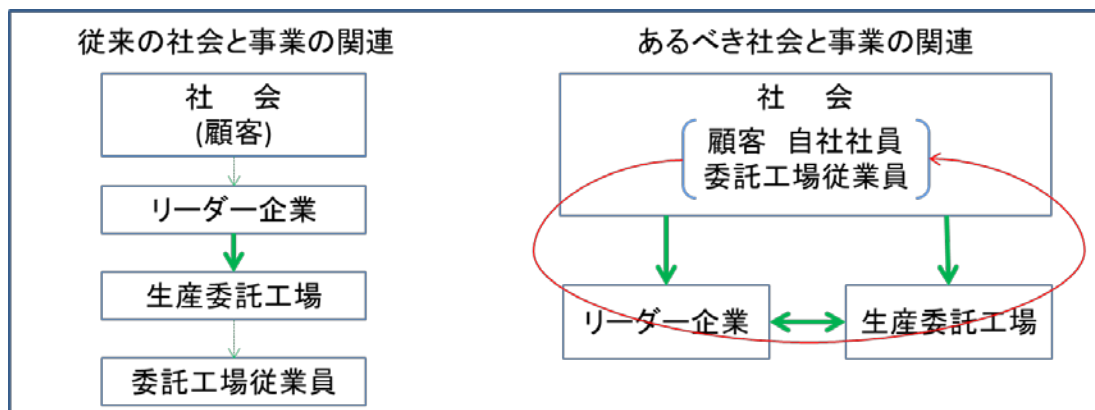 従来の社会と事業の関連
社 会
(顧客)
リーダー企業
生産委託工場
委託工場従業員
あるべき社会と事業の関連
社 会
顧客 自社社員
委託工場従業員
リーダー企業
生産委託工場